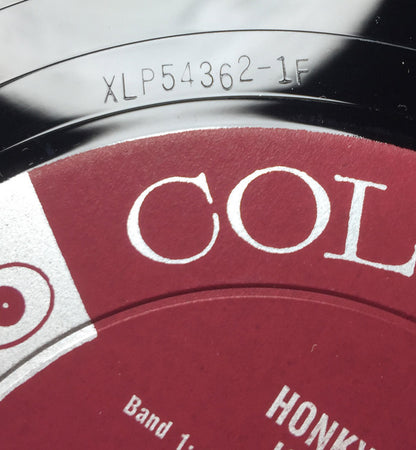 XLP54362-1F
COL
Band 1:
HONKY